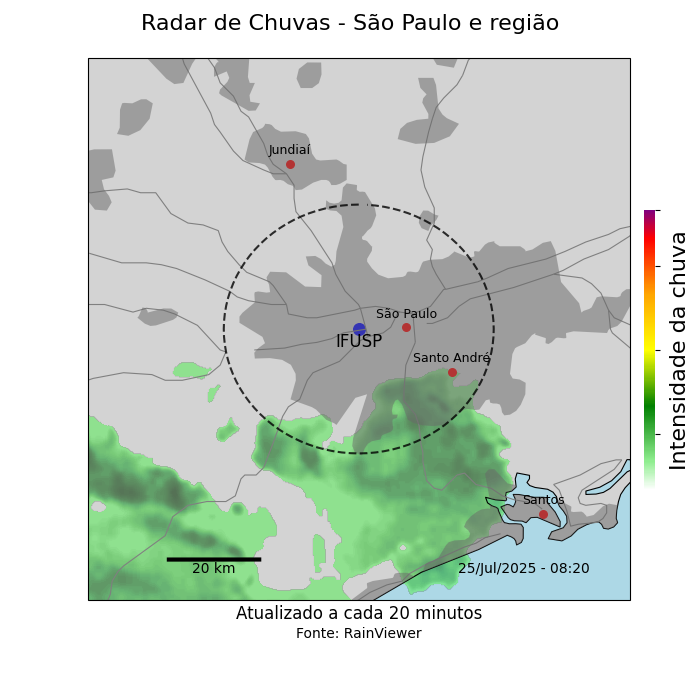 Radar de Chuvas - São Paulo e região
Jundiaí
São Paulo
IFUSP
Santo André
Santos
20 km
25/Jul/2025 - 08:20
Intensidade da chuva
Atualizado a cada 20 minutos
Fonte: RainViewer